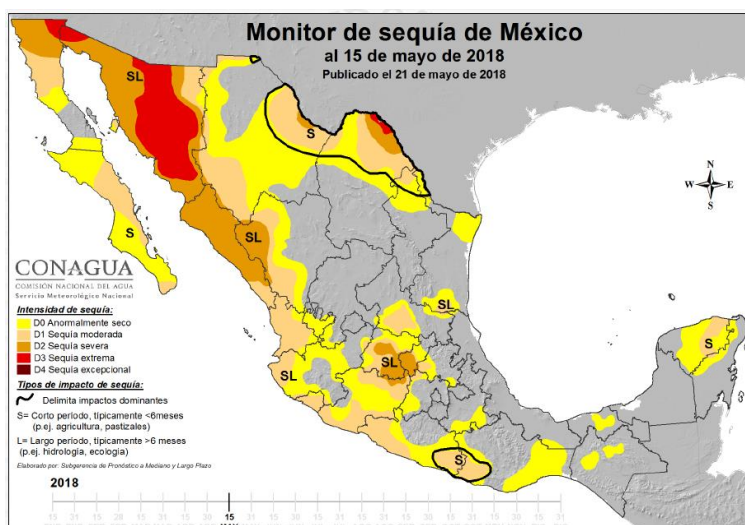 Monitor de sequía de México
al 15 de mayo de 2018
Publicado el 21 de mayo de 2018
SL
S
SL
S
N
W E
S
CONAGUA
COMISIÓN NACIONAL DEL AGUA
Servicio Meteorológico Nacional
Intensidad de sequía:
D0 Anormalmente seco
D1 Sequía moderada
D2 Sequía severa
D3 Sequía extrema
D4 Sequía excepcional
SL
S
SL
SL
Tipos de impacto de sequía:
Delimita impactos dominantes
S= Corto período, típicamente <6meses
(p.ej. agricultura, pastizales)
L= Largo período, típicamente >6 meses
(p.ej. hidrología, ecología)
S
Elaborado por: Subgerencia de Pronóstico a Mediano y Largo Plazo
2018
15